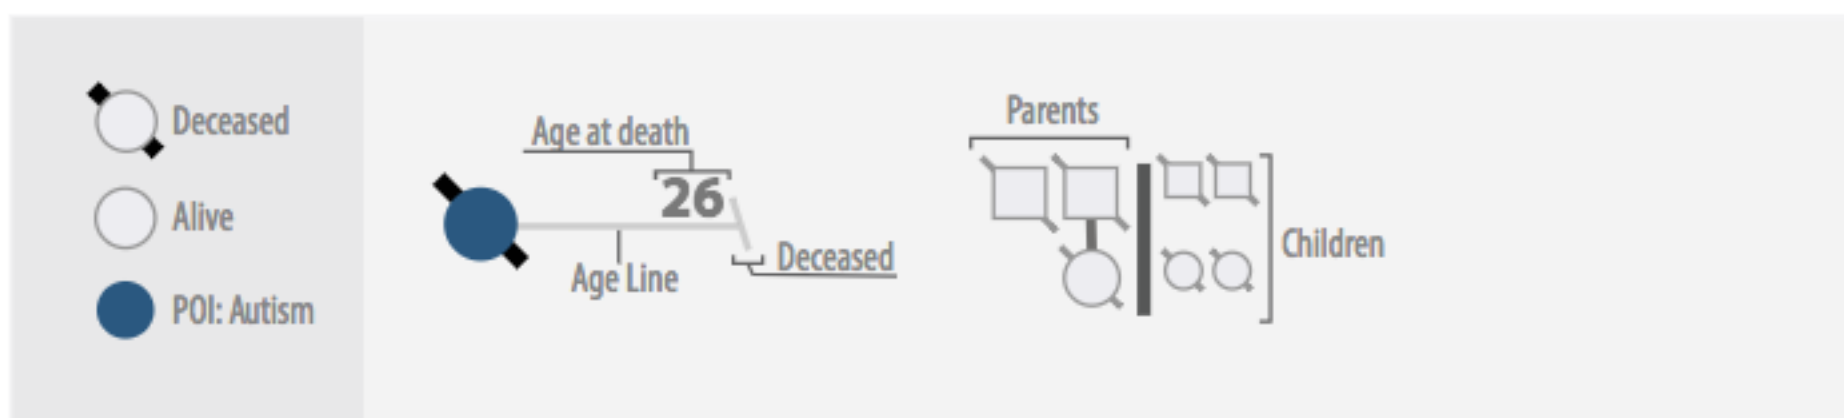 Deceased
Alive
POI: Autism
Age at death
26
Age Line
Deceased
Parents
Children